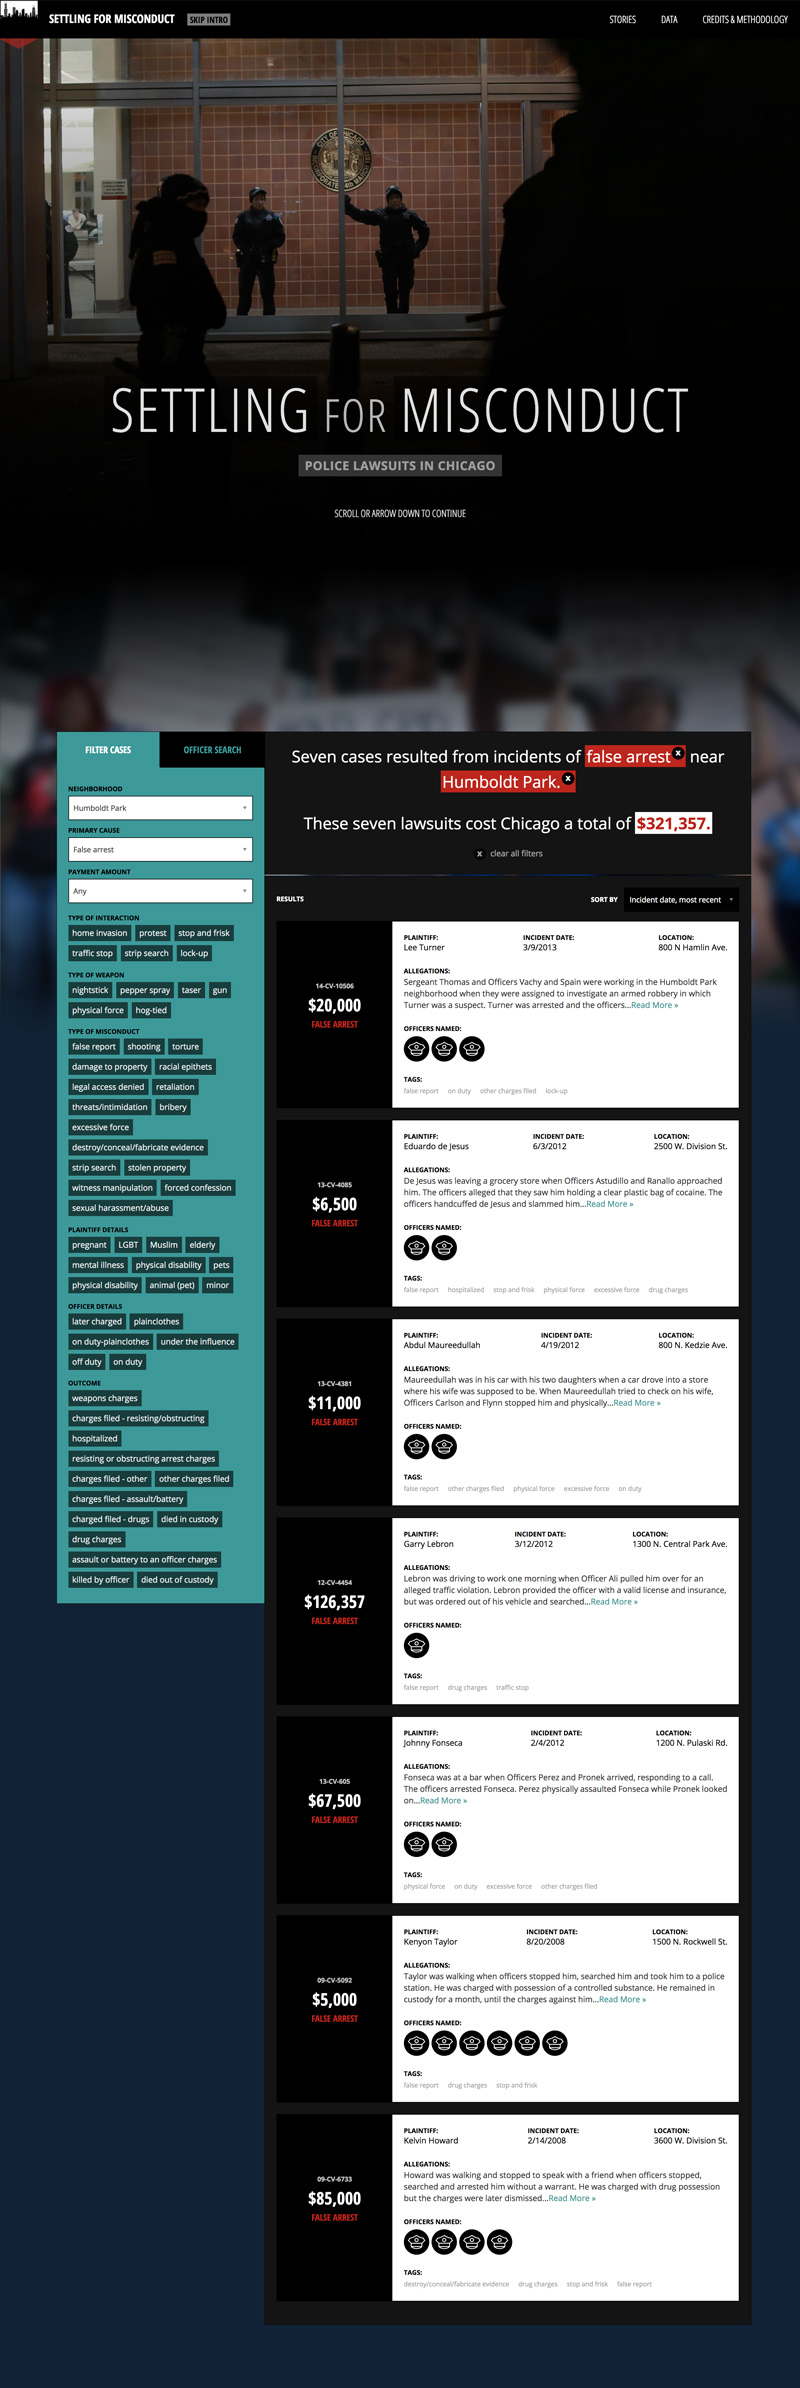 SETTLING FOR MISCONDUCT
SKIP INTRO
STORIES
DATA
CREDITS & METHODOLOGY
CITY OF CHICAGO
SETTLING FOR MISCONDUCT
POLICE LAWSUITS IN CHICAGO
SCROLL OR ARROW DOWN TO CONTINUE
FILTER CASES
OFFICER SEARCH
NEIGHBORHOOD
Humboldt Park
PRIMARY CAUSE
False arrest
PAYMENT AMOUNT
Any
TYPE OF INTERACTION
home invasion protest stop and frisk
traffic stop strip search lock-up
TYPE OF WEAPON
nightstick pepper spray taser gun
physical force hog-tied
TYPE OF MISCONDUCT
false report shooting torture
damage to property racial epithets
legal access denied retaliation
threats/intimidation bribery
excessive force
destroy/conceal/fabricate evidence
strip search stolen property
witness manipulation forced confession
sexual harassment/abuse
PLAINTIFF DETAILS
pregnant LGBT Muslim elderly
mental illness physical disability pets
physical disability animal (pet) minor
OFFICER DETAILS
later charged plainclothes
on duty-plainclothes under the influence
off duty on duty
OUTCOME
weapons charges
charges filed - resisting/obstructing
hospitalized
resisting or obstructing arrest charges
charges filed - other other charges filed
charges filed - assault/battery
charged filed - drugs died in custody
drug charges
assault or battery to an officer charges
killed by officer died out of custody
Seven cases resulted from incidents of false arrest x near
Humboldt Park. x
These seven lawsuits cost Chicago a total of $321,357.
x clear all filters
RESULTS
SORT BY Incident date, most recent
14-CV-10506
$20,000
FALSE ARREST
PLAINTIFF: INCIDENT DATE: LOCATION:
Lee Turner 3/9/2013 800 N Hamlin Ave.
ALLEGATIONS:
Sergeant Thomas and Officers Vachy and Spain were working in the Humboldt Park
neighborhood when they were assigned to investigate an armed robbery in which
Turner was a suspect. Turner was arrested and the officers...Read More »
OFFICERS NAMED:
TAGS:
false report on duty other charges filed lock-up
13-CV-4085
$6,500
FALSE ARREST
PLAINTIFF: INCIDENT DATE: LOCATION:
Eduardo de Jesus 6/3/2012 2500 W. Division St.
ALLEGATIONS:
De Jesus was leaving a grocery store when Officers Astudillo and Ranallo approached
him. The officers alleged that they saw him holding a clear plastic bag of cocaine. The
officers handcuffed de Jesus and slammed him...Read More »
OFFICERS NAMED:
TAGS:
false report hospitalized stop and frisk physical force excessive force drug charges
13-CV-4381
$11,000
FALSE ARREST
PLAINTIFF: INCIDENT DATE: LOCATION:
Abdul Maureedullah 4/19/2012 800 N. Kedzie Ave.
ALLEGATIONS:
Maureedullah was in his car with his two daughters when a car drove into a store
where his wife was supposed to be. When Maureedullah tried to check on his wife,
Officers Carlson and Flynn stopped him and physically...Read More »
OFFICERS NAMED:
TAGS:
false report other charges filed physical force excessive force on duty
12-CV-4454
$126,357
FALSE ARREST
PLAINTIFF: INCIDENT DATE: LOCATION:
Garry Lebron 3/12/2012 1300 N. Central Park Ave.
ALLEGATIONS:
Lebron was driving to work one morning when Officer Ali pulled him over for an
alleged traffic violation. Lebron provided the officer with a valid license and insurance,
but was ordered out of his vehicle and searched...Read More »
OFFICERS NAMED:
TAGS:
false report drug charges traffic stop
13-CV-605
$67,500
FALSE ARREST
PLAINTIFF: INCIDENT DATE: LOCATION:
Johnny Fonseca 2/4/2012 1200 N. Pulaski Rd.
ALLEGATIONS:
Fonseca was at a bar when Officers Perez and Pronek arrived, responding to a call.
The officers arrested Fonseca. Perez physically assaulted Fonseca while Pronek looked
on...Read More »
OFFICERS NAMED:
TAGS:
physical force on duty excessive force other charges filed
09-CV-5092
$5,000
FALSE ARREST
PLAINTIFF: INCIDENT DATE: LOCATION:
Kenyon Taylor 8/20/2008 1500 N. Rockwell St.
ALLEGATIONS:
Taylor was walking when officers stopped him, searched him and took him to a police
station. He was charged with possession of a controlled substance. He remained in
custody for a month, until the charges against him...Read More »
OFFICERS NAMED:
TAGS:
false report drug charges stop and frisk
09-CV-6733
$85,000
FALSE ARREST
PLAINTIFF: INCIDENT DATE: LOCATION:
Kelvin Howard 2/14/2008 3600 W. Division St.
ALLEGATIONS:
Howard was walking and stopped to speak with a friend when officers stopped,
searched and arrested him without a warrant. He was charged with drug possession
but the charges were later dismissed...Read More »
OFFICERS NAMED:
TAGS:
destroy/conceal/fabricate evidence drug charges stop and frisk false report